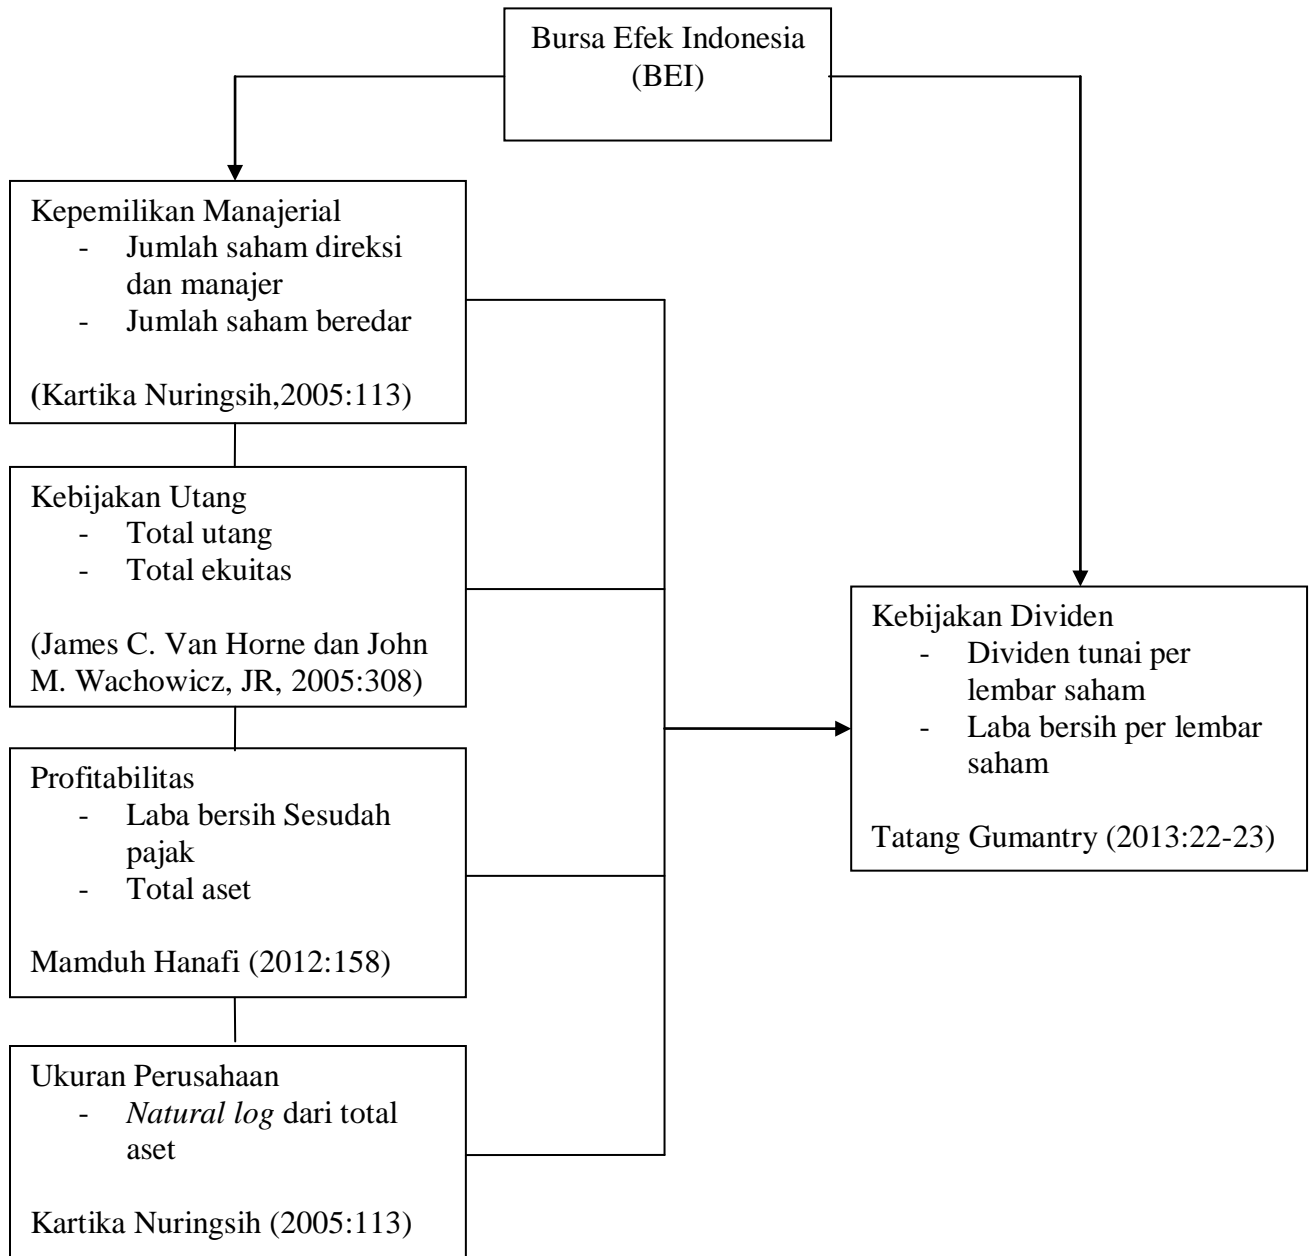 Bursa Efek Indonesia
(BEI)
Kepemilikan Manajerial
- Jumlah saham direksi
dan manajer
- Jumlah saham beredar
(Kartika Nuringsih,2005:113)
Kebijakan Utang
- Total utang
- Total ekuitas
(James C. Van Horne dan John
M. Wachowicz, JR, 2005:308)
Profitabilitas
- Laba bersih Sesudah
pajak
- Total aset
Mamduh Hanafi (2012:158)
Ukuran Perusahaan
- Natural log dari total
aset
Kartika Nuringsih (2005:113)
Kebijakan Dividen
- Dividen tunai per
lembar saham
- Laba bersih per lembar
saham
Tatang Gumantry (2013:22-23)